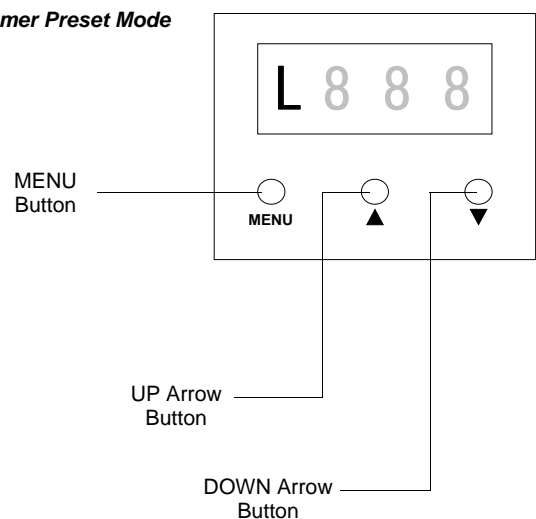 mer Preset Mode
L 8 8 8
MENU
Button
MENU ▲ ▼
UP Arrow
Button
DOWN Arrow
Button